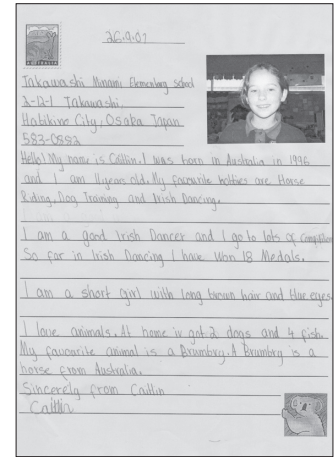 26.9.07
Takawashi Minami Elementary School
2-12-1 Takawashi
Habikino City, Osaka Japan
583-0882
Hello! My name is Caitlin. I was born in Australia in 1996
and I am 11 years old. My favourite hobbies are Horse
Riding, Dog Training and Irish Dancing.
I am a good Irish Dancer and I go to lots of
So far in Irish Dancing I have Won 18 Medals.
I am a short girl with long brown hair and blue eyes.
I love animals. At home iv got 2 dogs and 4 fish.
My favourite animal is a Brumbry. A Brumbry is a
horse from Australia.
Sincerely from Caitlin
Caitlin